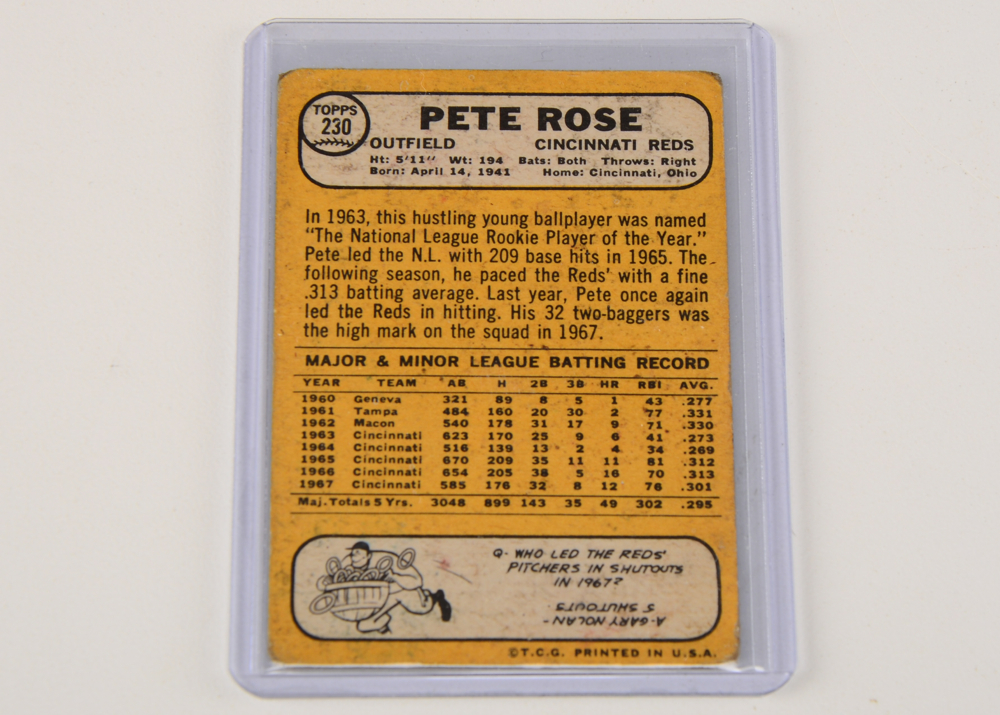 TOPPS
230
PETE ROSE
OUTFIELD CINCINNATI REDS
Ht: 5'11" Wt: 194 Bats: Both Throws: Right
Born: April 14, 1941 Home: Cincinnati, Ohio
In 1963, this hustling young ballplayer was named
"The National League Rookie Player of the Year."
Pete led the N.L. with 209 base hits in 1965. The
following season, he paced the Reds' with a fine
.313 batting average. Last year, Pete once again
led the Reds in hitting. His 32 two-baggers was
the high mark on the squad in 1967.
MAJOR & MINOR LEAGUE BATTING RECORD
YEAR TEAM AB H 2B 3B HR RBI AVG.
1960 Geneva 321 89 8 5 1 43 .277
1961 Tampa 484 160 20 30 2 77 .331
1962 Macon 540 178 31 17 9 71 .330
1963 Cincinnati 623 170 25 9 6 41 .273
1964 Cincinnati 516 139 13 2 4 34 .269
1965 Cincinnati 670 209 35 11 11 81 .312
1966 Cincinnati 654 205 38 5 16 70 .313
1967 Cincinnati 585 176 32 8 12 76 .301
Maj. Totals 5 Yrs. 3048 899 143 35 49 302 .295
Q- WHO LED THE REDS'
PITCHERS IN SHUTOUTS
IN 1967?
A-GARY NOLAN -
5 SHUTOUTS -
©T.C.G. PRINTED IN U.S.A.